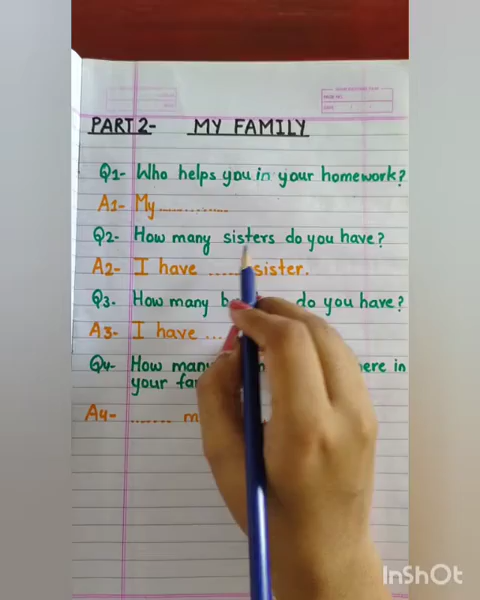 PART 2- MY FAMILY
Q1- Who helps you in your homework?
A1- My ............
Q2- How many sisters do you have?
A2- I have ...... sister.
Q3- How many do you have?
A3- I have ...
Q4- How many in
your
A4- .......
InShOt